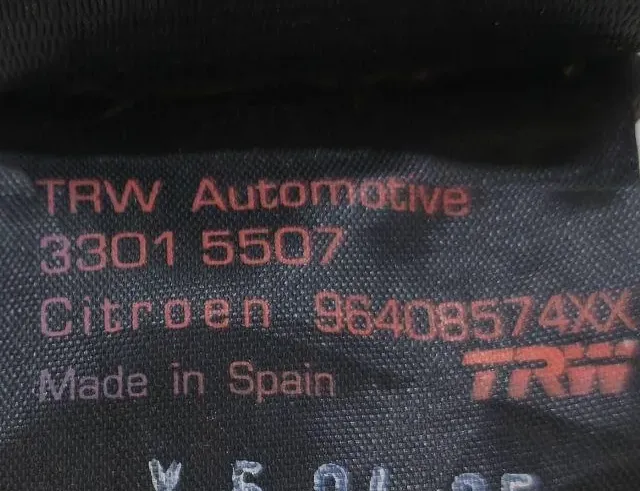 TRW Automotive
3301 5507
Citroen 96408574XX
Made in Spain TRW